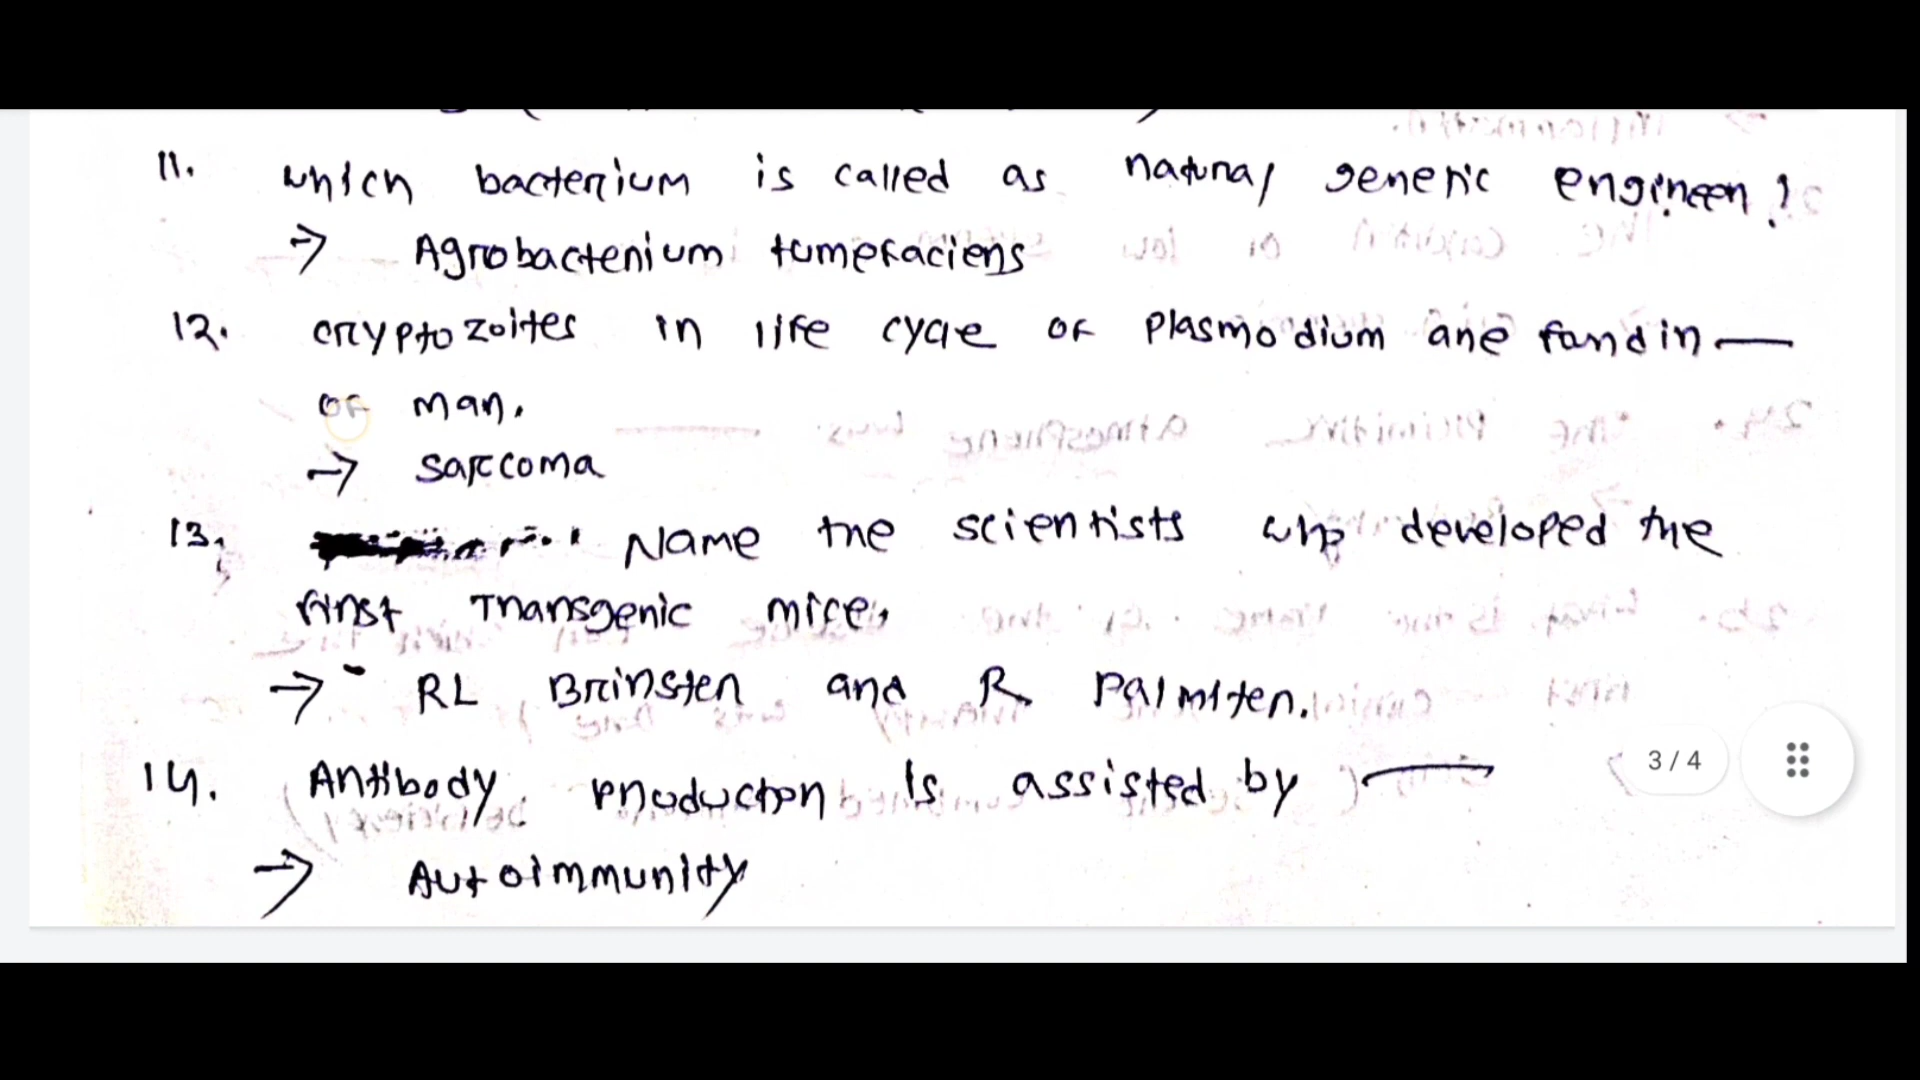 11. which bacterium is called as natural genetic engineer?
→ Agrobacterium tumefaciens
12. cryptozoites in life cycle of plasmodium are found in —
of man.
→ sarcoma
13. Name the scientists who developed the
first Transgenic mice,
→ RL Brinster and R Palmiter.
3 / 4
14. Antibody production is assisted by —
→ Autoimmunity